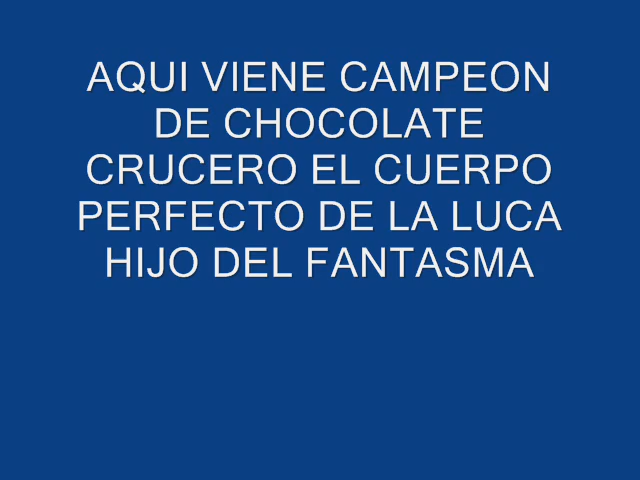 AQUI VIENE CAMPEON
DE CHOCOLATE
CRUCERO EL CUERPO
PERFECTO DE LA LUCA
HIJO DEL FANTASMA